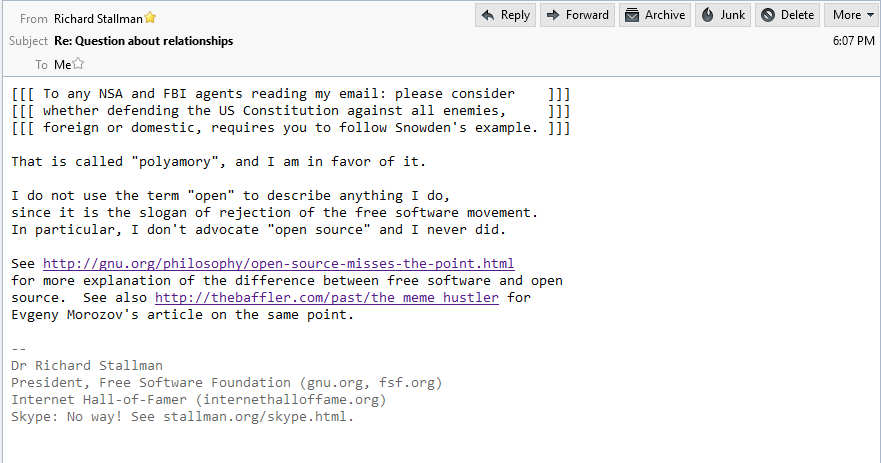 Reply Forward Archive Junk Delete More
From Richard Stallman
Subject Re: Question about relationships 6:07 PM
To Me
[[[ To any NSA and FBI agents reading my email: please consider ]]]
[[[ whether defending the US Constitution against all enemies, ]]]
[[[ foreign or domestic, requires you to follow Snowden's example. ]]]
That is called "polyamory", and I am in favor of it.
I do not use the term "open" to describe anything I do,
since it is the slogan of rejection of the free software movement.
In particular, I don't advocate "open source" and I never did.
See http://gnu.org/philosophy/open-source-misses-the-point.html
for more explanation of the difference between free software and open
source. See also http://thebaffler.com/past/the_meme_hustler for
Evgeny Morozov's article on the same point.
--
Dr Richard Stallman
President, Free Software Foundation (gnu.org, fsf.org)
Internet Hall-of-Famer (internethalloffame.org)
Skype: No way! See stallman.org/skype.html.